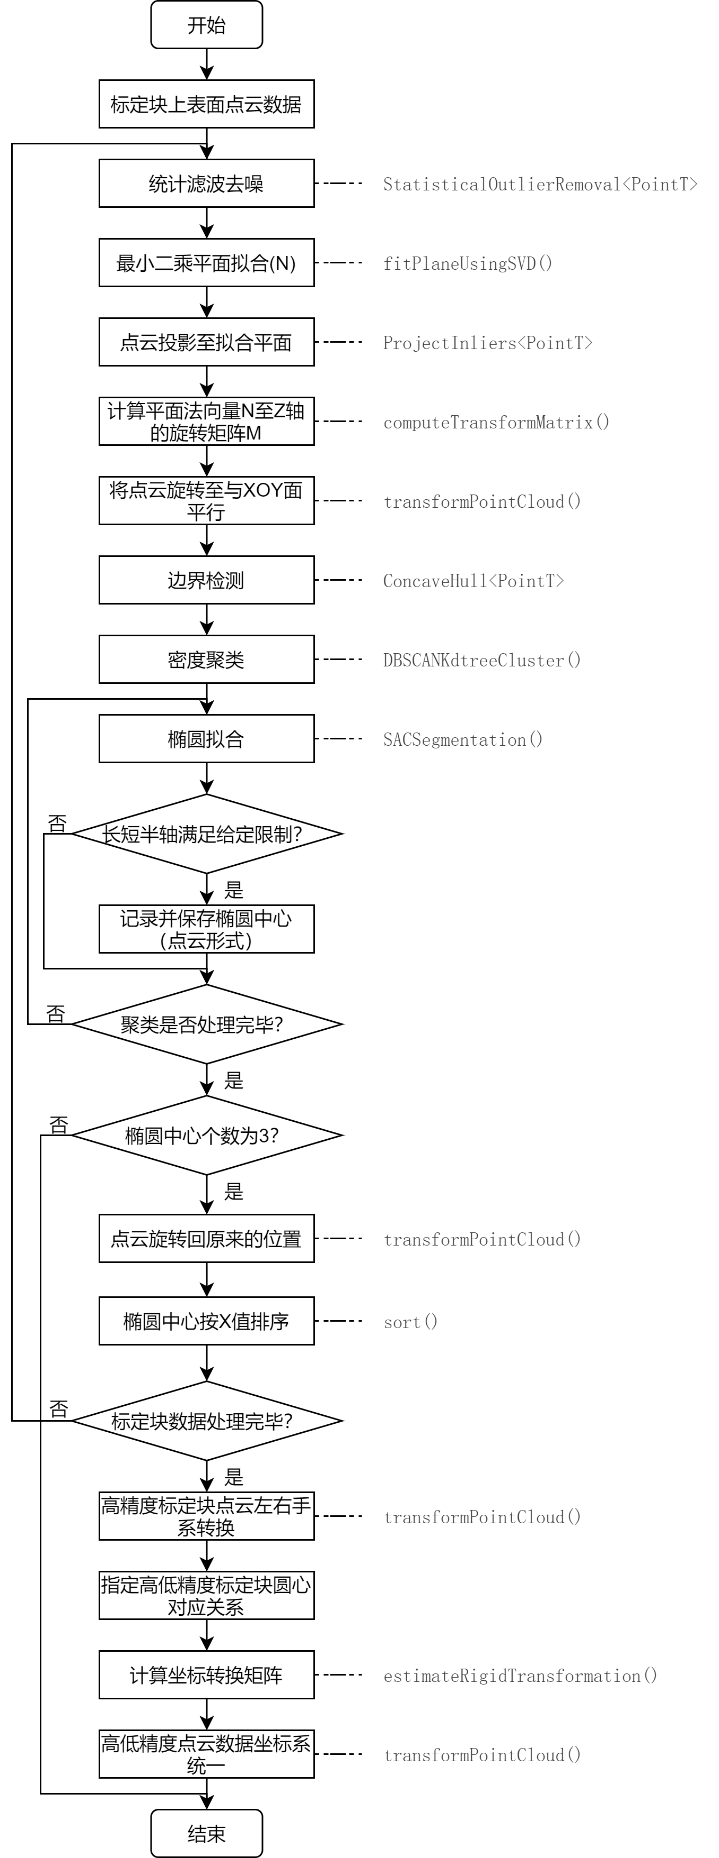 开始
标定块上表面点云数据
统计滤波去噪
StatisticalOutlierRemoval<PointT>
最小二乘平面拟合(N)
fitPlaneUsingSVD()
点云投影至拟合平面
ProjectInliers<PointT>
计算平面法向量N至Z轴
的旋转矩阵M
computeTransformMatrix()
将点云旋转至与XOY面
平行
transformPointCloud()
边界检测
ConcaveHull<PointT>
密度聚类
DBSCANKdtreeCluster()
椭圆拟合
SACSegmentation()
否
长短半轴满足给定限制?
是
记录并保存椭圆中心
（点云形式）
否
聚类是否处理完毕?
是
否
椭圆中心个数为3?
是
点云旋转回原来的位置
transformPointCloud()
椭圆中心按X值排序
sort()
否
标定块数据处理完毕?
是
高精度标定块点云左右手
系转换
transformPointCloud()
指定高低精度标定块圆心
对应关系
计算坐标转换矩阵
estimateRigidTransformation()
高低精度点云数据坐标系
统一
transformPointCloud()
结束